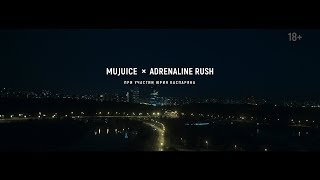 18+
MUJUICE × ADRENALINE RUSH
ПРИ УЧАСТИИ ЮРИЯ КАСПАРЯНА